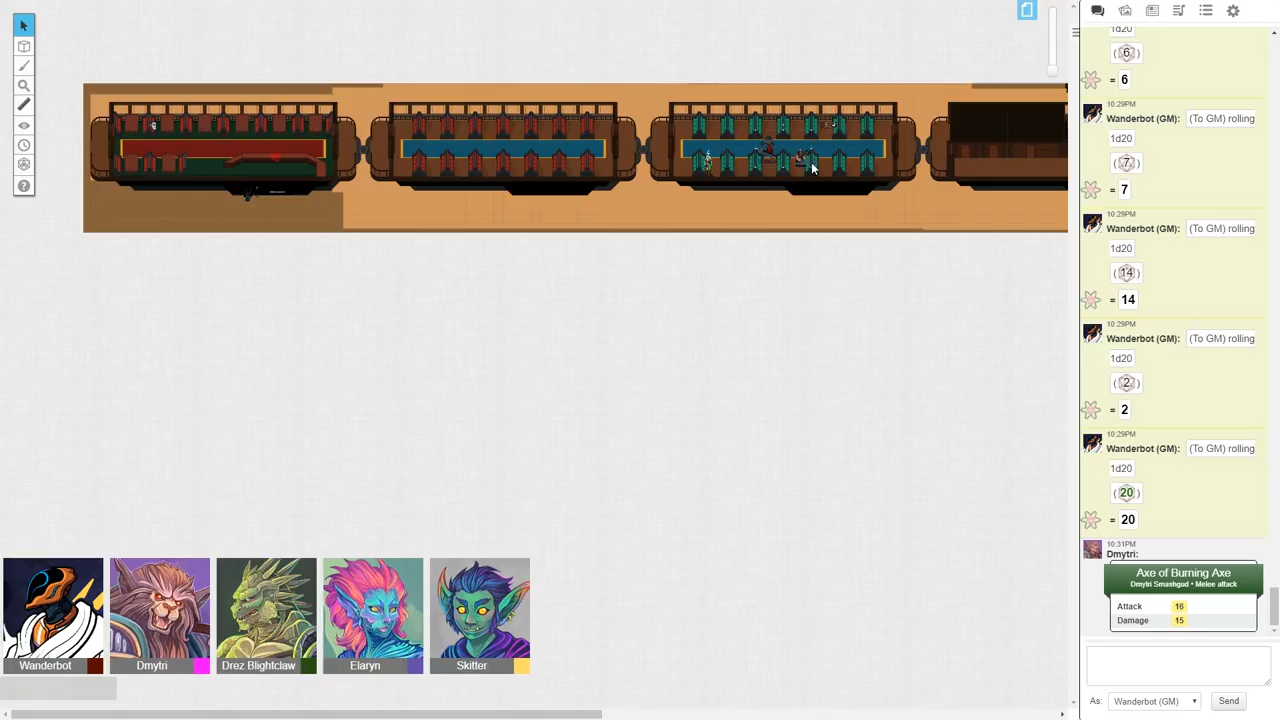 1d20
(6)
= 6
10:29PM
Wanderbot (GM): (To GM) rolling
1d20
(7)
= 7
10:29PM
Wanderbot (GM): (To GM) rolling
1d20
(14)
= 14
10:29PM
Wanderbot (GM): (To GM) rolling
1d20
(2)
= 2
10:29PM
Wanderbot (GM): (To GM) rolling
1d20
(20)
= 20
10:31PM
Dmytri:
Axe of Burning Axe
Dmytri Smashgud • Melee attack
Attack 16
Damage 15
As: Wanderbot (GM) Send
Wanderbot
Dmytri
Drez Blightclaw
Elaryn
Skitter